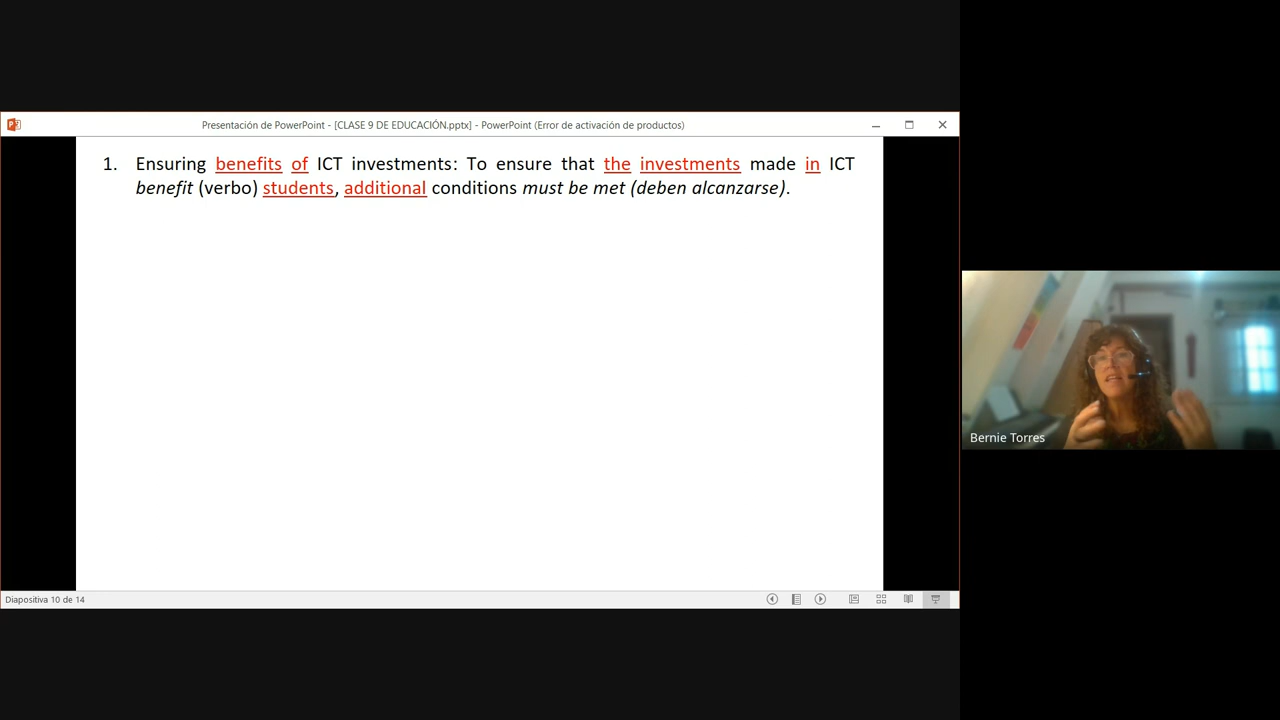 Presentación de PowerPoint - [CLASE 9 DE EDUCACIÓN.pptx] - PowerPoint (Error de activación de productos)
1. Ensuring benefits of ICT investments: To ensure that the investments made in ICT
benefit (verbo) students, additional conditions must be met (deben alcanzarse).
Bernie Torres
Diapositiva 10 de 14